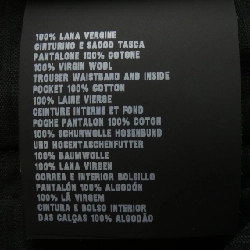 100% LANA VERGINE
CINTURINO E SACCO TASCA
PANTALONE 100% COTONE
100% VIRGIN WOOL
TROUSER WAISTBAND AND INSIDE
POCKET 100% COTTON
100% LAINE VIERGE
CEINTURE INTERNE ET FOND
POCHE PANTALON 100% COTON
100% SCHURWOLLE HOSENBUND
UND HOSENTASCHENFUTTER
100% BAUMWOLLE
100% LANA VIRGEN
CORREA E INTERIOR BOLSILLO
PANTALÓN 100% ALGODÓN
100% LÃ VIRGEM
CINTURA E BOLSO INTERIOR
DAS CALÇAS 100% ALGODÃO